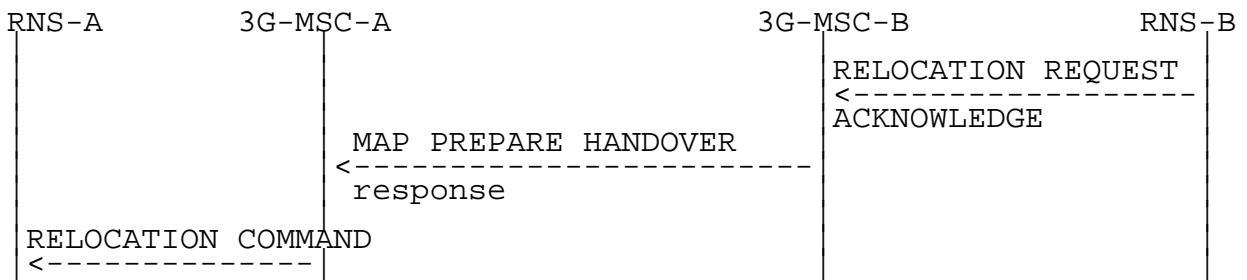 RNS-A 3G-MSC-A 3G-MSC-B RNS-B
RELOCATION REQUEST
ACKNOWLEDGE
MAP PREPARE HANDOVER
response
RELOCATION COMMAND